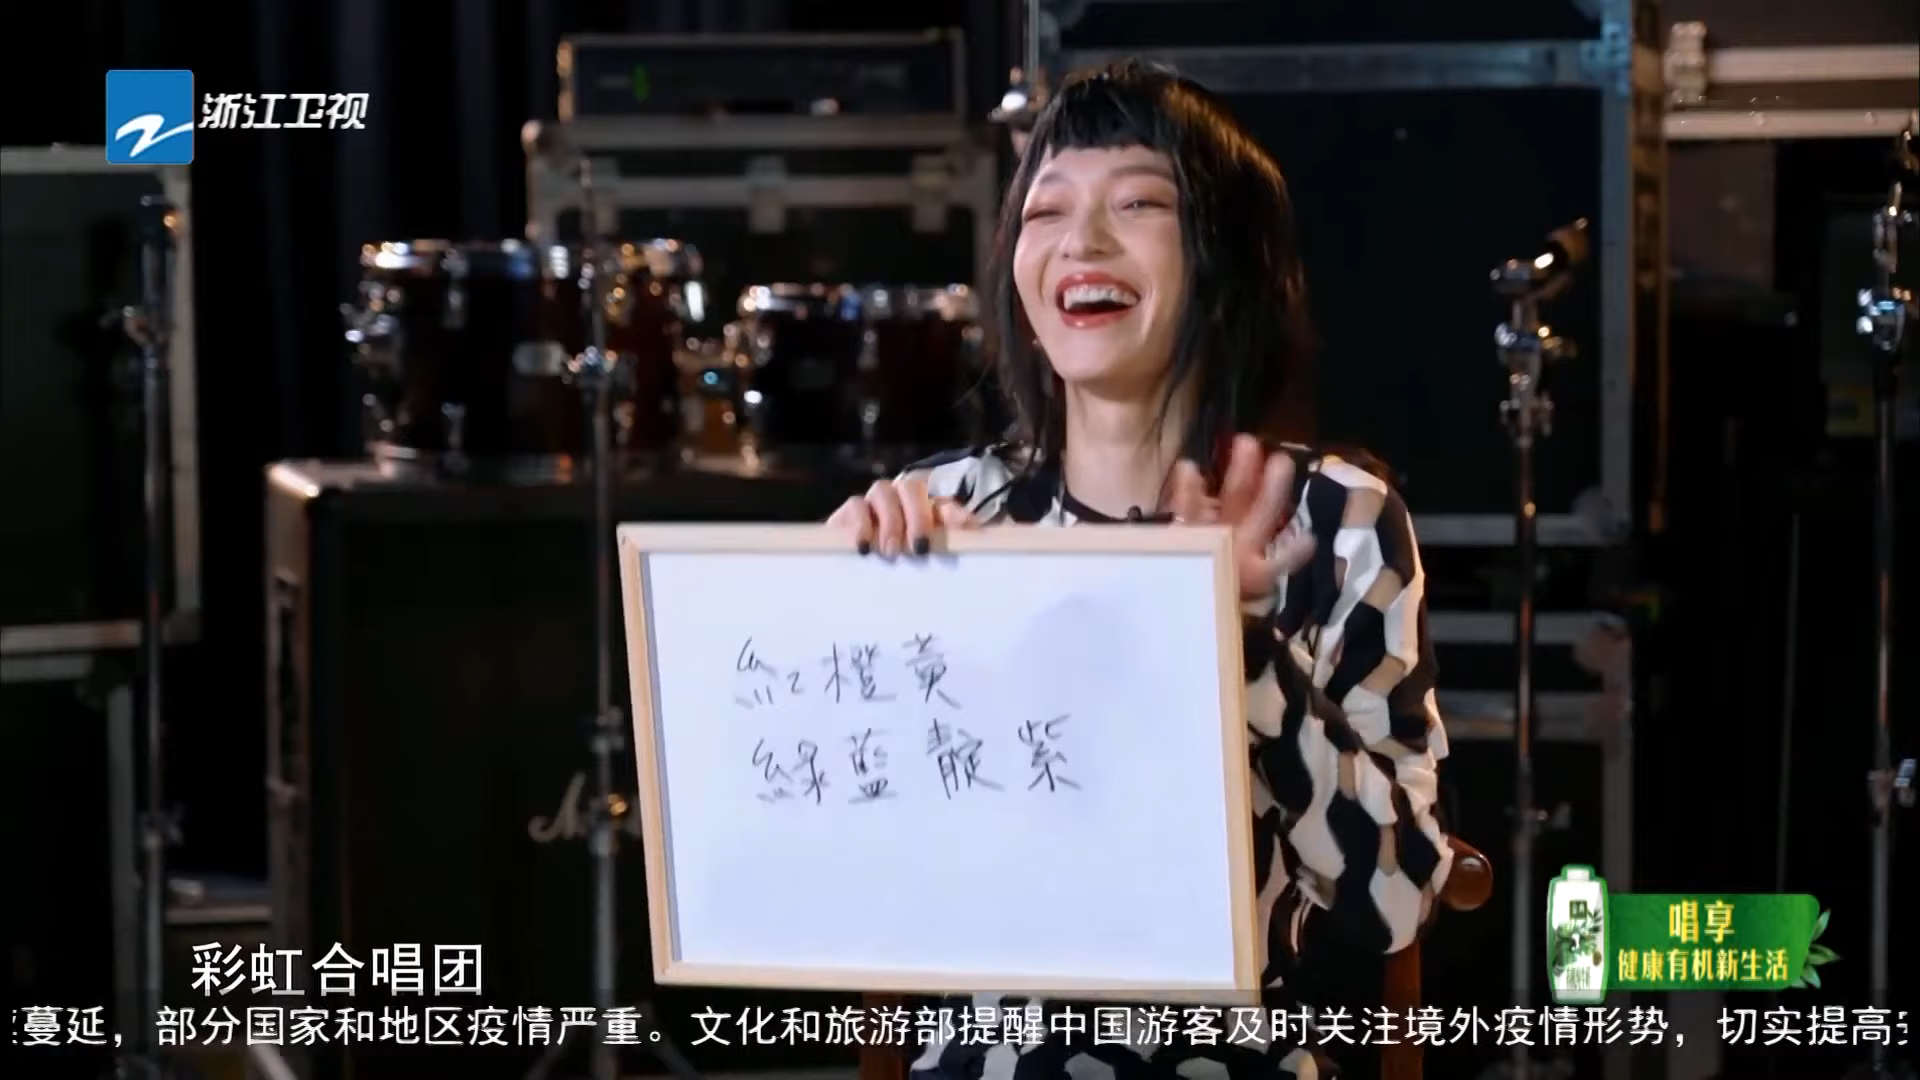 浙江卫视
紅橙黄
綠藍靛紫
唱享
健康有机新生活
彩虹合唱团
蔓延，部分国家和地区疫情严重。文化和旅游部提醒中国游客及时关注境外疫情形势，切实提高